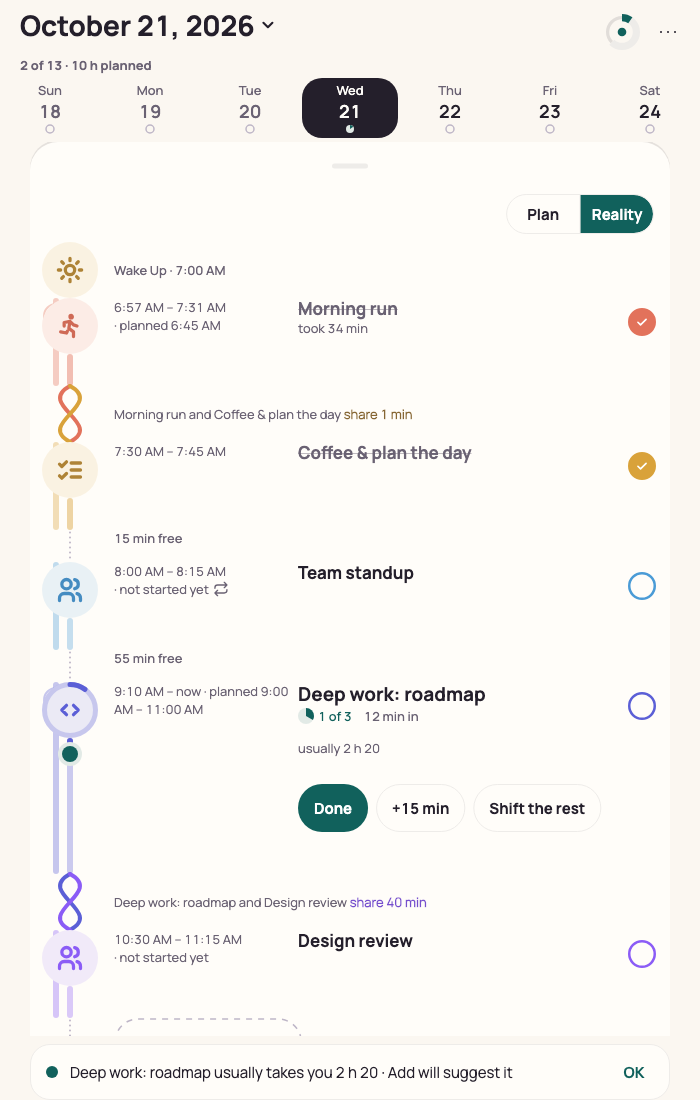 October 21, 2026
2 of 13 · 10 h planned
Sun Mon Tue Wed Thu Fri Sat
18 19 20 21 22 23 24
Plan Reality
Wake Up · 7:00 AM
6:57 AM – 7:31 AM
· planned 6:45 AM
Morning run
took 34 min
Morning run and Coffee & plan the day share 1 min
7:30 AM – 7:45 AM
Coffee & plan the day
15 min free
8:00 AM – 8:15 AM
· not started yet
Team standup
55 min free
9:10 AM – now · planned 9:00
AM – 11:00 AM
Deep work: roadmap
1 of 3 12 min in
usually 2 h 20
Done +15 min Shift the rest
Deep work: roadmap and Design review share 40 min
10:30 AM – 11:15 AM
· not started yet
Design review
Deep work: roadmap usually takes you 2 h 20 · Add will suggest it OK